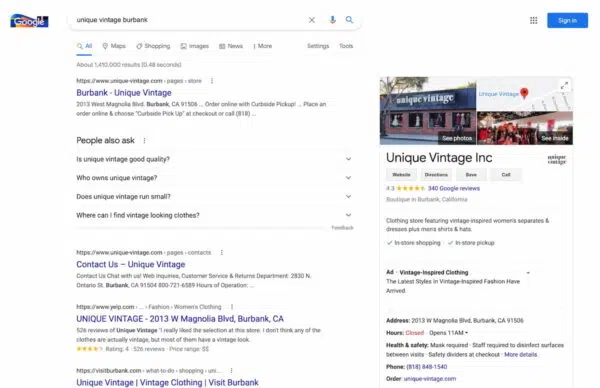 Google
unique vintage burbank
Sign in
All
Maps
Shopping
Images
News
More
Settings
Tools
About 1,410,000 results (0.48 seconds)
https://www.unique-vintage.com › pages › store
Burbank - Unique Vintage
2013 West Magnolia Blvd. Burbank, CA 91506 ... Order online with Curbside Pickup! ... Place an
order online & choose "Curbside Pick Up" at checkout or call (818) ...
People also ask
Is unique vintage good quality?
Who owns unique vintage?
Does unique vintage run small?
Where can I find vintage looking clothes?
Feedback
https://www.unique-vintage.com › pages › contacts
Contact Us – Unique Vintage
Contact Us Chat with us! Web Inquiries, Customer Service & Returns Department: 2830 N.
Ontario St. Burbank, CA 91504 800-721-6589 Hours of Operation: ...
https://www.yelp.com › ... › Fashion › Women's Clothing
UNIQUE VINTAGE - 2013 W Magnolia Blvd, Burbank, CA
526 reviews of Unique Vintage "I really liked the selection at this store. I don't think any of the
clothes are actually vintage, but most of them have a vintage look.
Rating: 4 · 526 reviews · Price range: $$
https://visitburbank.com › what-to-do › shopping › uni...
Unique Vintage | Vintage Clothing | Visit Burbank
unique vintage
See photos
Unique Vintage
See inside
Unique Vintage Inc
unique
vintage
Website
Directions
Save
Call
4.3
340 Google reviews
Boutique in Burbank, California
Clothing store featuring vintage-inspired women's separates &
dresses plus men's shirts & hats.
✓ In-store shopping
✓ In-store pickup
Ad · Vintage-Inspired Clothing
The Latest Styles In Vintage-Inspired Fashion Have
Arrived.
Address: 2013 W Magnolia Blvd, Burbank, CA 91506
Hours: Closed · Opens 11AM
Health & safety: Mask required · Staff required to disinfect surfaces
between visits · Safety dividers at checkout · More details
Phone: (818) 848-1540
Order: unique-vintage.com